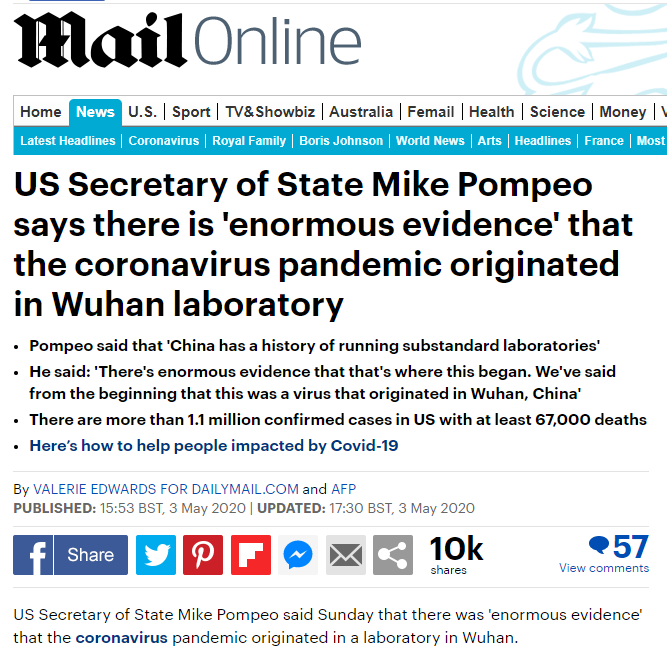 Mail Online
Home News U.S. Sport TV&Showbiz Australia Femail Health Science Money
Latest Headlines Coronavirus Royal Family Boris Johnson World News Arts Headlines France Most
US Secretary of State Mike Pompeo
says there is 'enormous evidence' that
the coronavirus pandemic originated
in Wuhan laboratory
• Pompeo said that 'China has a history of running substandard laboratories'
• He said: 'There's enormous evidence that that's where this began. We've said
from the beginning that this was a virus that originated in Wuhan, China'
• There are more than 1.1 million confirmed cases in US with at least 67,000 deaths
• Here's how to help people impacted by Covid-19
By VALERIE EDWARDS FOR DAILYMAIL.COM and AFP
PUBLISHED: 15:53 BST, 3 May 2020 | UPDATED: 17:30 BST, 3 May 2020
f Share 10k 57
shares View comments
US Secretary of State Mike Pompeo said Sunday that there was 'enormous evidence'
that the coronavirus pandemic originated in a laboratory in Wuhan.